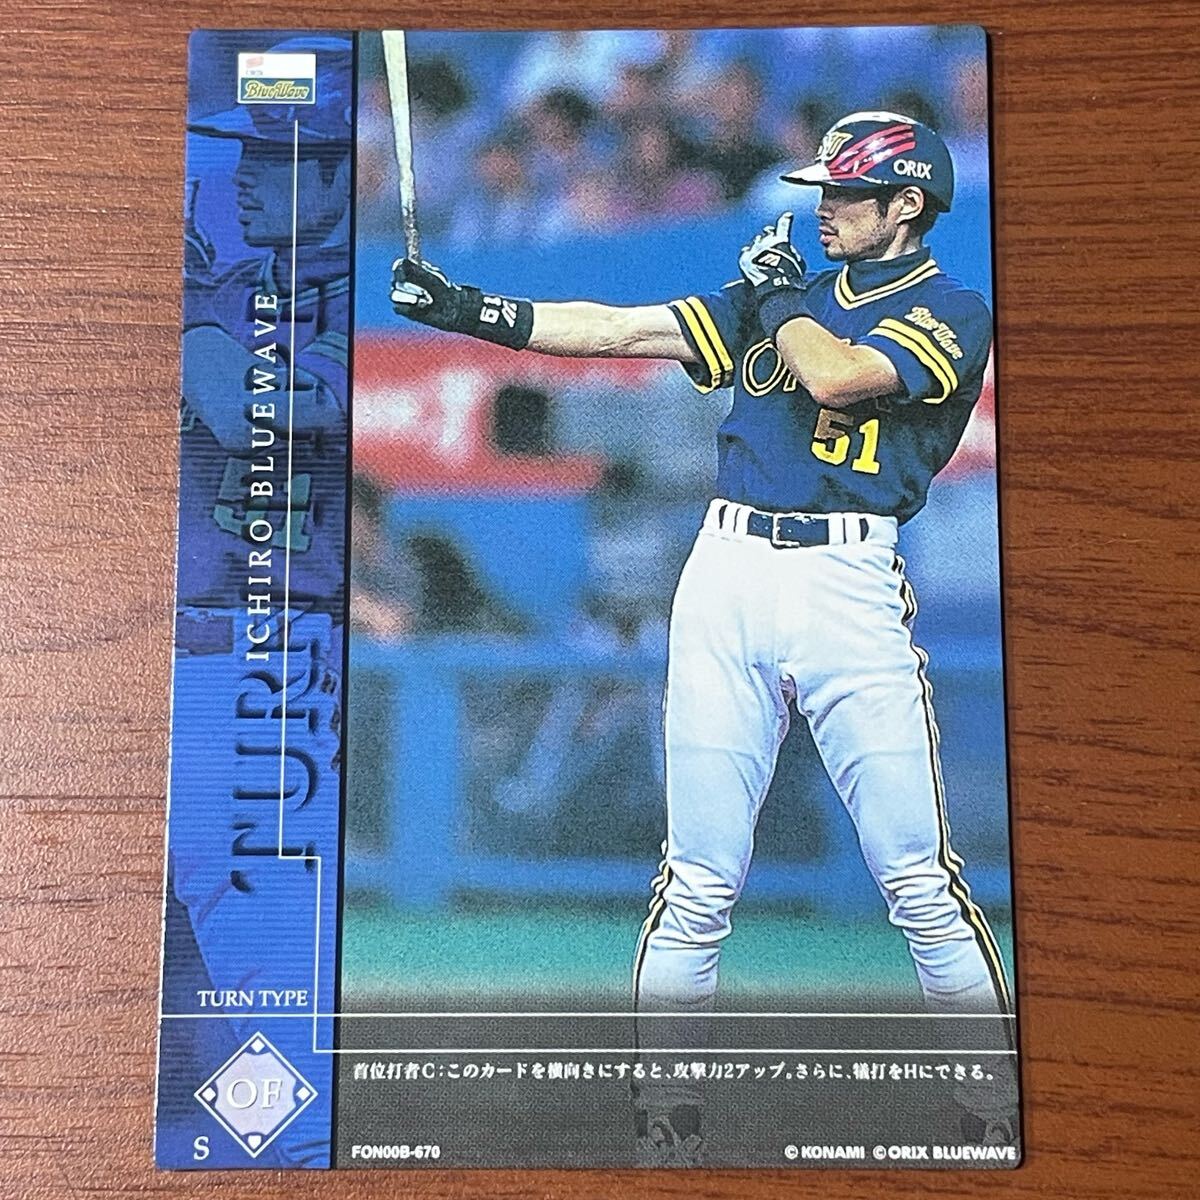 BlueWave
ICHIRO BLUEWAVE
TURN
TURN TYPE
OF
S
ORIX
BlueWave
51
51
首位打者C:このカードを横向きにすると、攻撃力2アップ。さらに、犠打をHにできる。
FON00B-670
© KONAMI ©ORIX BLUEWAVE